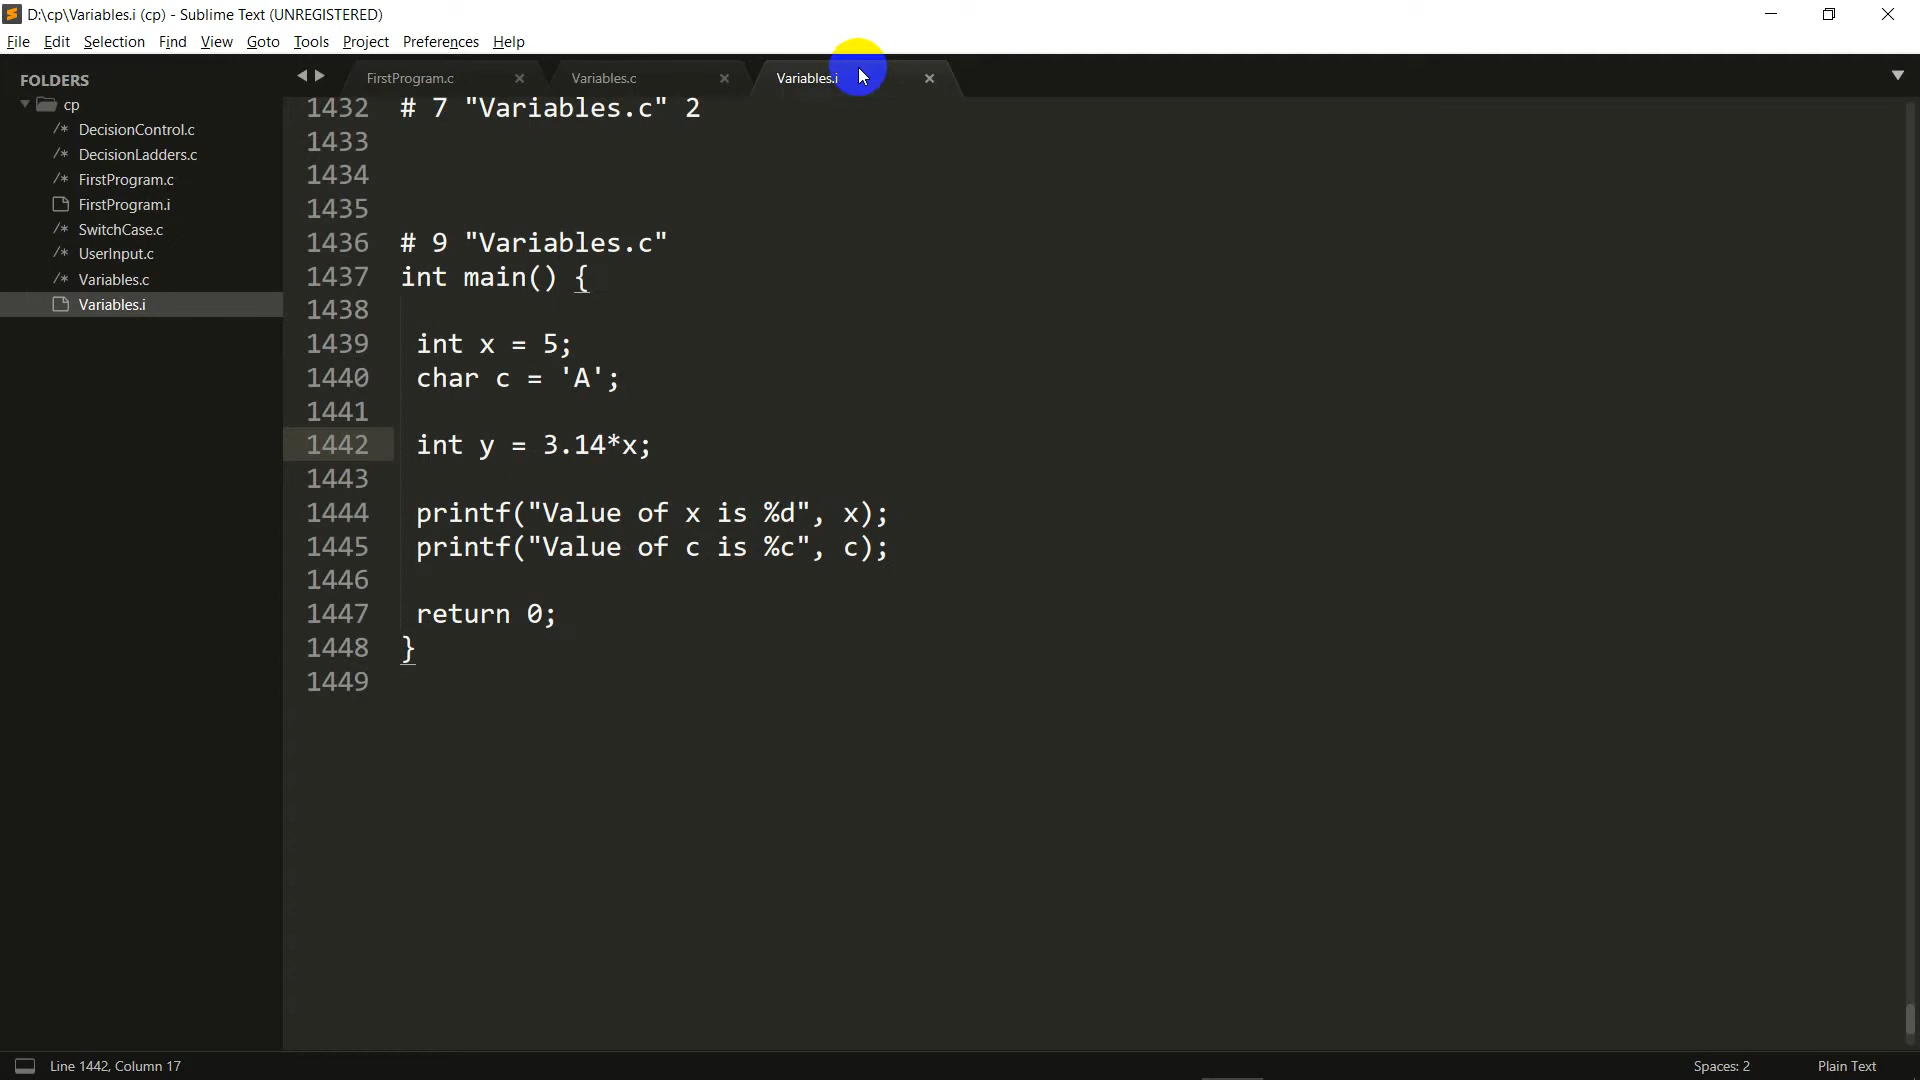 D:\cp\Variables.i (cp) - Sublime Text (UNREGISTERED)
File Edit Selection Find View Goto Tools Project Preferences Help
FOLDERS
cp
/* DecisionControl.c
/* DecisionLadders.c
/* FirstProgram.c
FirstProgram.i
/* SwitchCase.c
/* UserInput.c
/* Variables.c
Variables.i
FirstProgram.c Variables.c Variables.i
1432 # 7 "Variables.c" 2
1433
1434
1435
1436 # 9 "Variables.c"
1437 int main() {
1438
1439 int x = 5;
1440 char c = 'A';
1441
1442 int y = 3.14*x;
1443
1444 printf("Value of x is %d", x);
1445 printf("Value of c is %c", c);
1446
1447 return 0;
1448 }
1449
Line 1442, Column 17 Spaces: 2 Plain Text